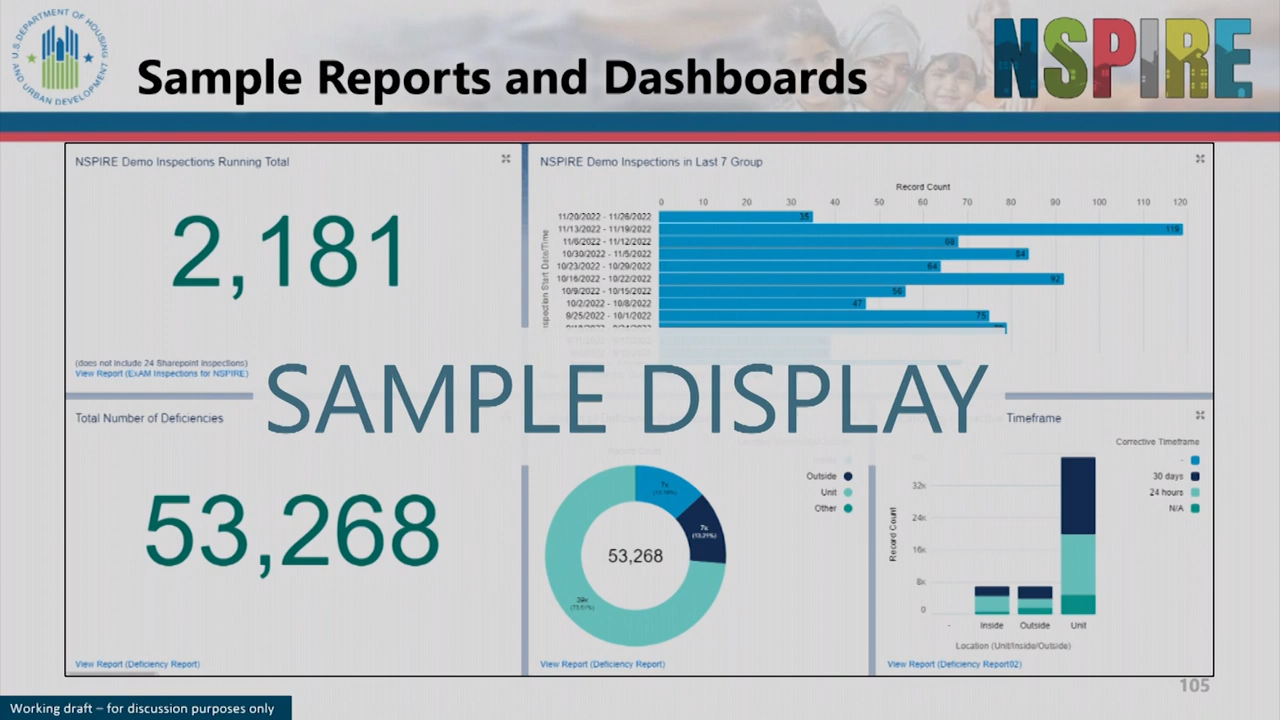 U.S. DEPARTMENT OF HOUSING AND URBAN DEVELOPMENT
Sample Reports and Dashboards
NSPIRE
NSPIRE Demo Inspections Running Total
2,181
(does not include 24 Sharepoint Inspections)
View Report (ExAM Inspections for NSPIRE)
NSPIRE Demo Inspections in Last 7 Group
Record Count
0 10 20 30 40 50 60 70 80 90 100 110 120
11/20/2022 - 11/26/2022 35
11/13/2022 - 11/19/2022 119
11/6/2022 - 11/12/2022 68
10/30/2022 - 11/5/2022 84
10/23/2022 - 10/29/2022 64
10/16/2022 - 10/22/2022 92
10/9/2022 - 10/15/2022 56
10/2/2022 - 10/8/2022 47
9/25/2022 - 10/1/2022 75
SAMPLE DISPLAY
Total Number of Deficiencies
53,268
View Report (Deficiency Report)
Outside
Unit
Other
7k
7k
(13.21%)
53,268
39k
View Report (Deficiency Report)
Timeframe
Corrective Timeframe
-
30 days
24 hours
N/A
Record Count
32k
24k
16k
8k
0
- Inside Outside Unit
Location (Unit/Inside/Outside)
View Report (Deficiency Report02)
105
Working draft – for discussion purposes only